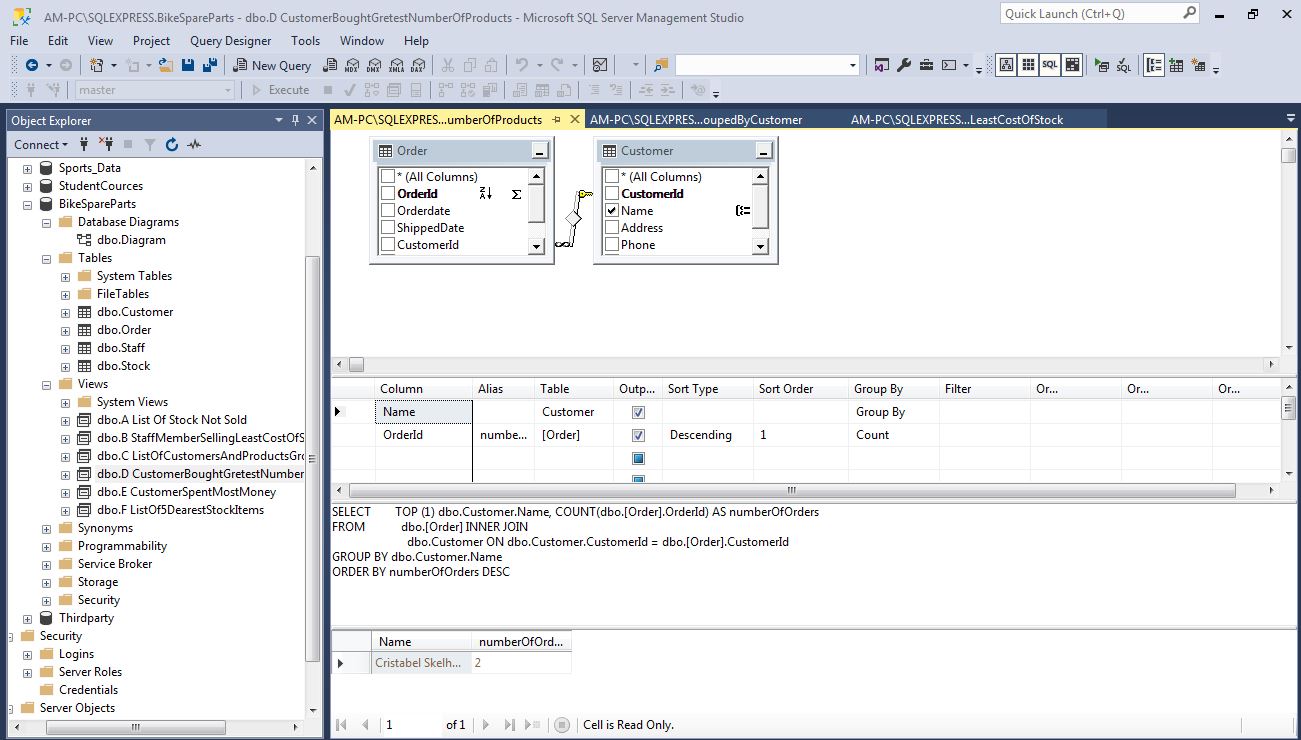 AM-PC\SQLEXPRESS.BikeSpareParts - dbo.D CustomerBoughtGretestNumberOfProducts - Microsoft SQL Server Management Studio
Quick Launch (Ctrl+Q)
File Edit View Project Query Designer Tools Window Help
New Query MDX DMX XMLA DAX SQL SQL
master Execute
Object Explorer
Connect
Sports_Data
StudentCources
BikeSpareParts
Database Diagrams
dbo.Diagram
Tables
System Tables
FileTables
dbo.Customer
dbo.Order
dbo.Staff
dbo.Stock
Views
System Views
dbo.A List Of Stock Not Sold
dbo.B StaffMemberSellingLeastCostOfS
dbo.C ListOfCustomersAndProductsGro
dbo.D CustomerBoughtGretestNumber
dbo.E CustomerSpentMostMoney
dbo.F ListOf5DearestStockItems
Synonyms
Programmability
Service Broker
Storage
Security
Thirdparty
Security
Logins
Server Roles
Credentials
Server Objects
AM-PC\SQLEXPRES...umberOfProducts AM-PC\SQLEXPRES...oupedByCustomer AM-PC\SQLEXPRESS...LeastCostOfStock
Order
* (All Columns)
OrderId
Orderdate
ShippedDate
CustomerId
Customer
* (All Columns)
CustomerId
Name
Address
Phone
Column Alias Table Outp... Sort Type Sort Order Group By Filter Or... Or... Or...
Name Customer Group By
OrderId numbe... [Order] Descending 1 Count
SELECT TOP (1) dbo.Customer.Name, COUNT(dbo.[Order].OrderId) AS numberOfOrders
FROM dbo.[Order] INNER JOIN
dbo.Customer ON dbo.Customer.CustomerId = dbo.[Order].CustomerId
GROUP BY dbo.Customer.Name
ORDER BY numberOfOrders DESC
Name numberOfOrd...
Cristabel Skelh... 2
1 of 1 Cell is Read Only.